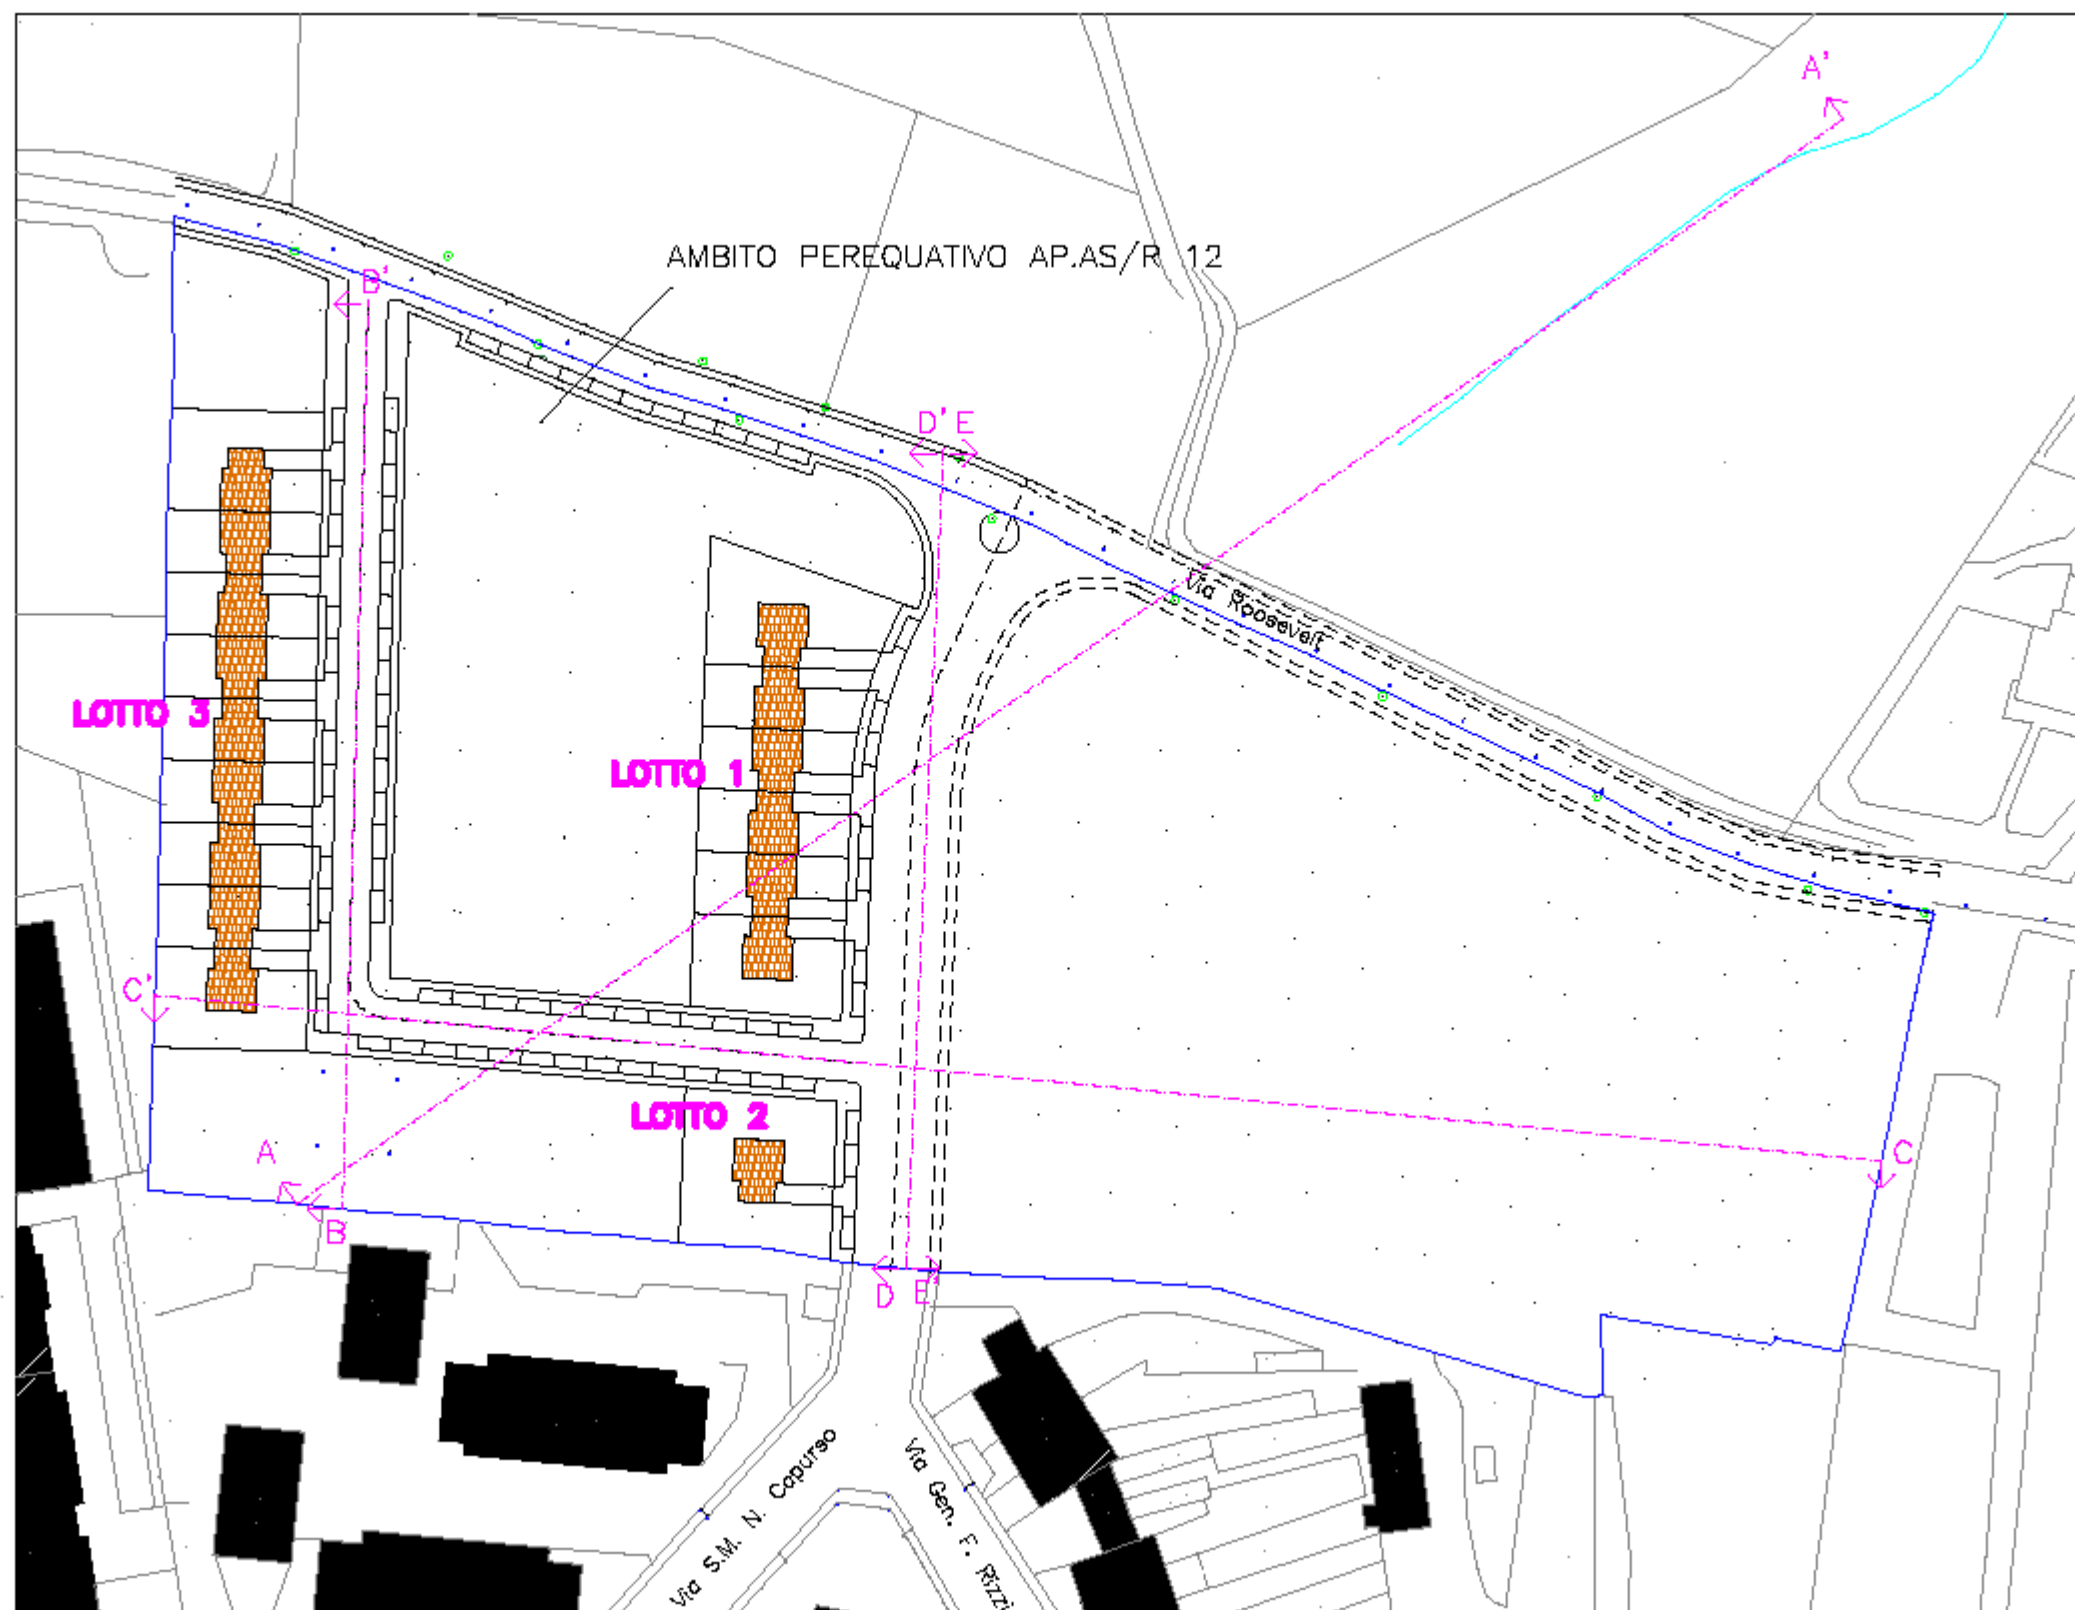 A'
AMBITO PEREQUATIVO AP.AS/R 12
B'
D' E
Via Roosevelt
LOTTO 3
LOTTO 1
C'
LOTTO 2
A
C
B
D E'
Via S.M. N. Capurso
Via Gen. F. Rizzi